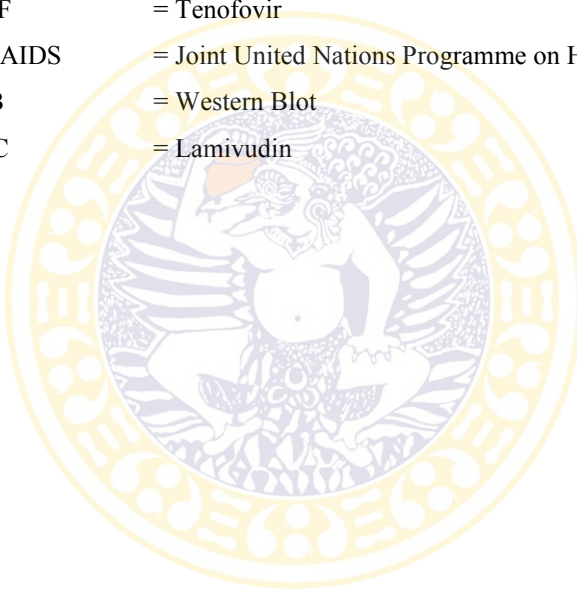 F = Tenofovir
AIDS = Joint United Nations Programme on H
B = Western Blot
C = Lamivudin